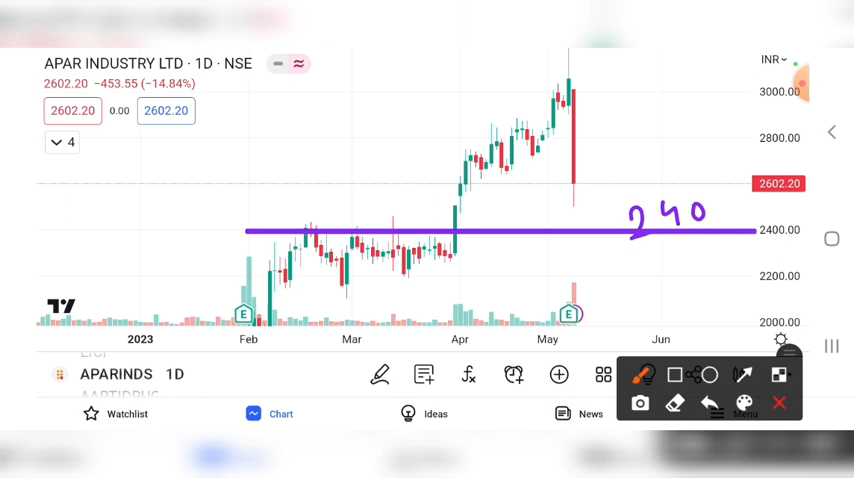 APAR INDUSTRY LTD · 1D · NSE
INR
2602.20 −453.55 (−14.84%)
3000.00
2602.20 0.00 2602.20
2800.00
4
2602.20
240
2400.00
2200.00
E E
2000.00
2023 Feb Mar Apr May Jun
APARINDS 1D
Watchlist Chart Ideas News Menu